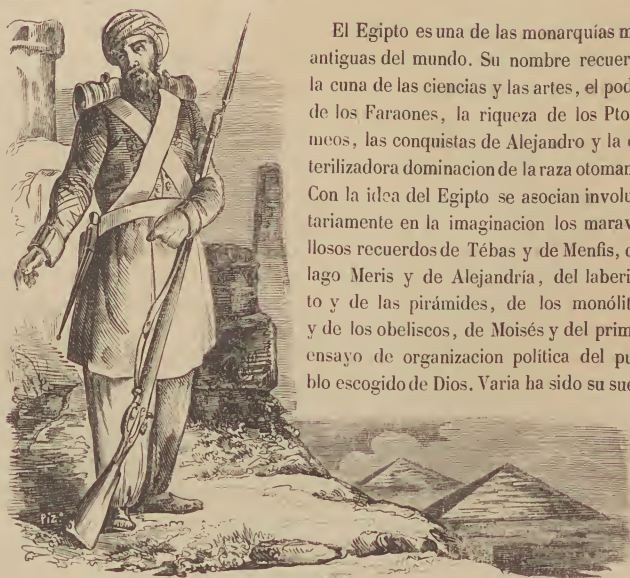 El Egipto es una de las monarquías m
antiguas del mundo. Su nombre recuer
la cuna de las ciencias y las artes, el pod
de los Faraones, la riqueza de los Pto
meos, las conquistas de Alejandro y la
terilizadora dominacion de la raza otoman
Con la idea del Egipto se asocian involu
tariamente en la imaginacion los marav
llosos recuerdos de Tébas y de Menfis,
lago Meris y de Alejandría, del laberi
to y de las pirámides, de los monólit
y de los obeliscos, de Moisés y del prim
ensayo de organizacion política del pu
blo escogido de Dios. Varia ha sido su sue